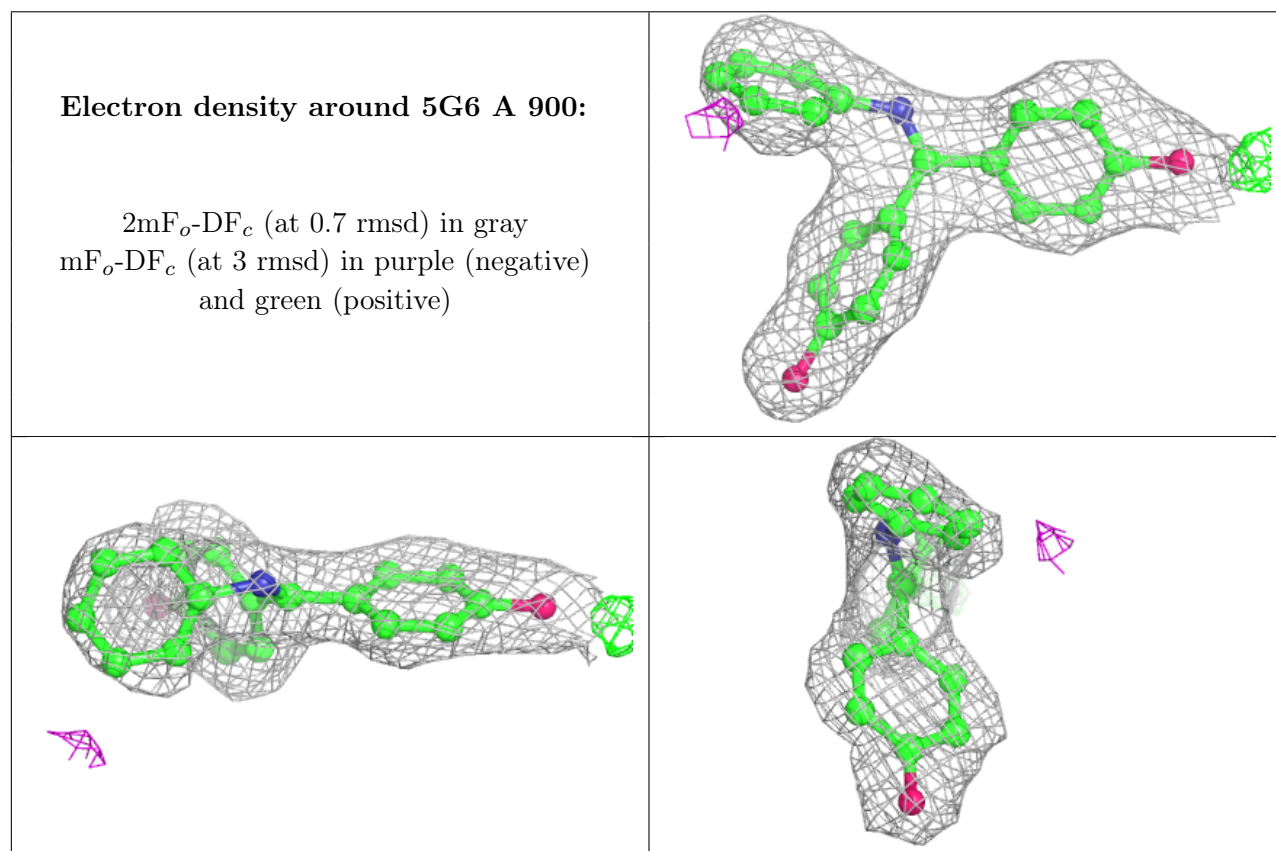 Electron density around 5G6 A 900:
2mFo-DFc (at 0.7 rmsd) in gray
mFo-DFc (at 3 rmsd) in purple (negative)
and green (positive)